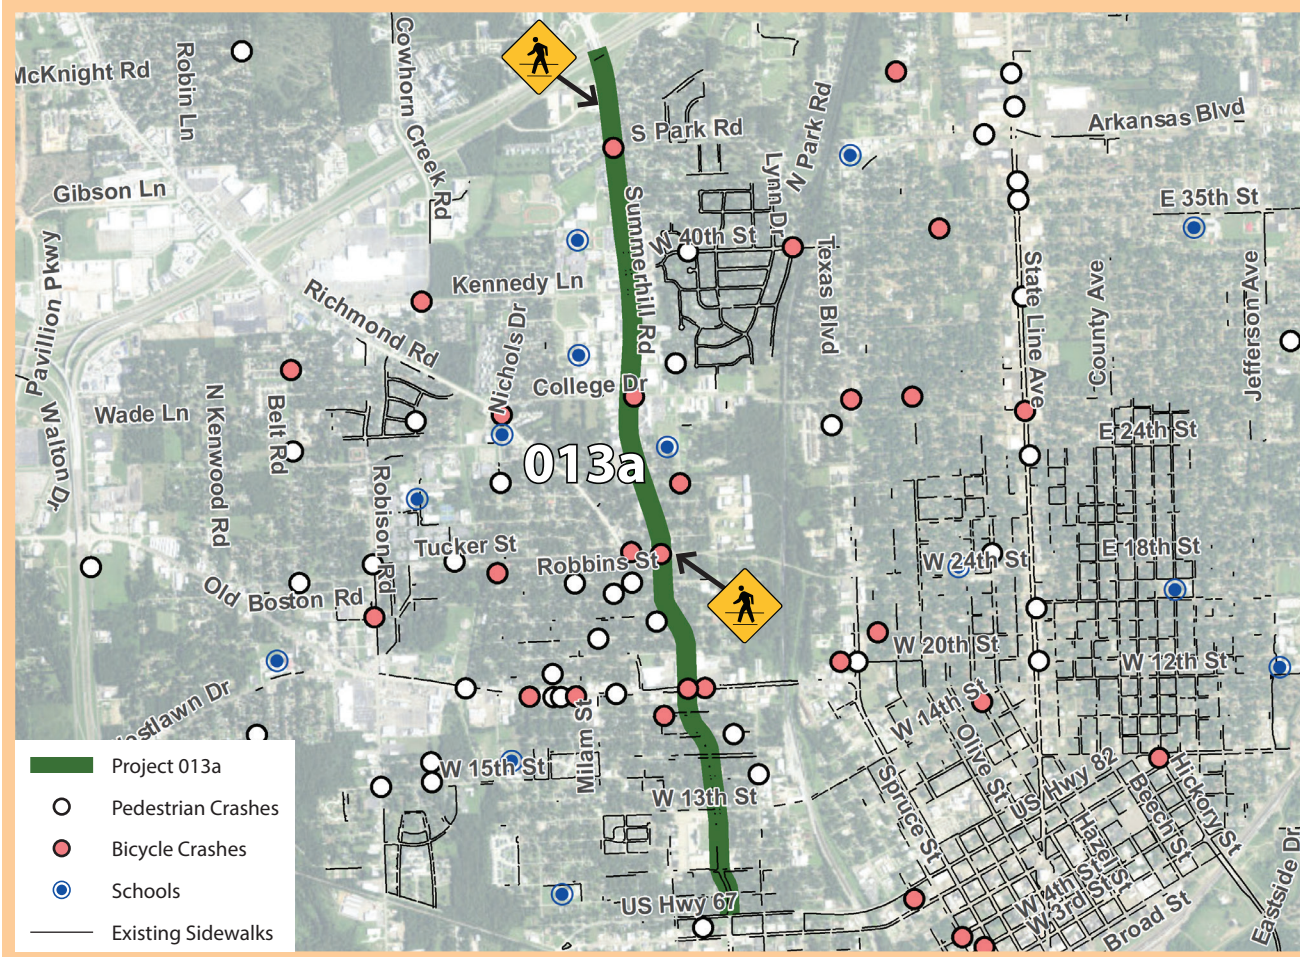 McKnight Rd
Robin Ln
Cowhorn Creek Rd
S Park Rd
N Park Rd
Arkansas Blvd
Gibson Ln
Lynn Dr
E 35th St
Summerhill Rd
W 40th St
Pavillion Pkwy
Kennedy Ln
Texas Blvd
State Line Ave
County Ave
Jefferson Ave
Richmond Rd
Nichols Dr
College Dr
Wade Ln
N Kenwood Rd
Belt Rd
Walton Dr
E 24th St
013a
Robison Rd
Tucker St
Robbins St
W 24th St
E 18th St
Old Boston Rd
W 20th St
W 12th St
W 14th St
Milam St
Olive St
US Hwy 82
W 15th St
W 13th St
Spruce St
Beech St
Hickory St
Hazel St
W 4th St
W 3rd St
Broad St
Eastside Dr
US Hwy 67
Project 013a
Pedestrian Crashes
Bicycle Crashes
Schools
Existing Sidewalks